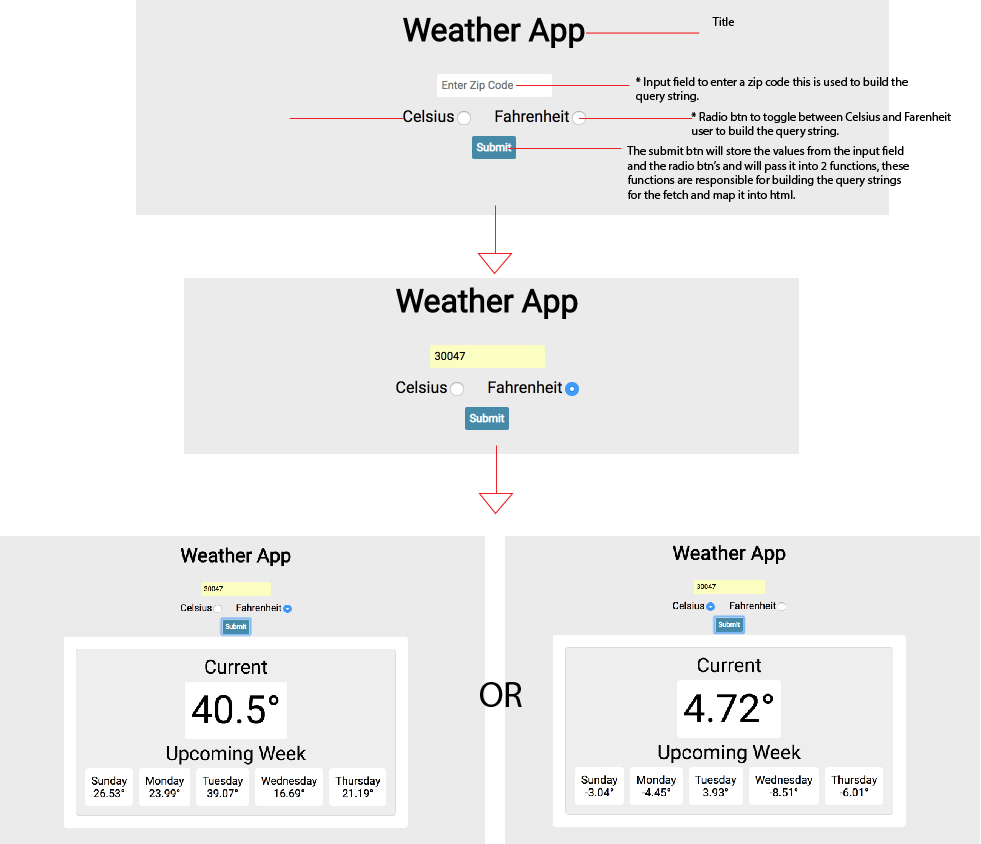 Weather App
Title
Enter Zip Code
* Input field to enter a zip code this is used to build the
query string.
Celsius
Fahrenheit
* Radio btn to toggle between Celsius and Farenheit
user to build the query string.
Submit
The submit btn will store the values from the input field
and the radio btn's and will pass it into 2 functions, these
functions are responsible for building the query strings
for the fetch and map it into html.
Weather App
30047
Celsius Fahrenheit
Submit
Weather App
30047
Celsius Fahrenheit
Submit
Current
40.5°
Upcoming Week
Sunday Monday Tuesday Wednesday Thursday
26.53° 23.99° 39.07° 16.69° 21.19°
OR
Weather App
30047
Celsius Fahrenheit
Submit
Current
4.72°
Upcoming Week
Sunday Monday Tuesday Wednesday Thursday
-3.04° -4.45° 3.93° -8.51° -6.01°